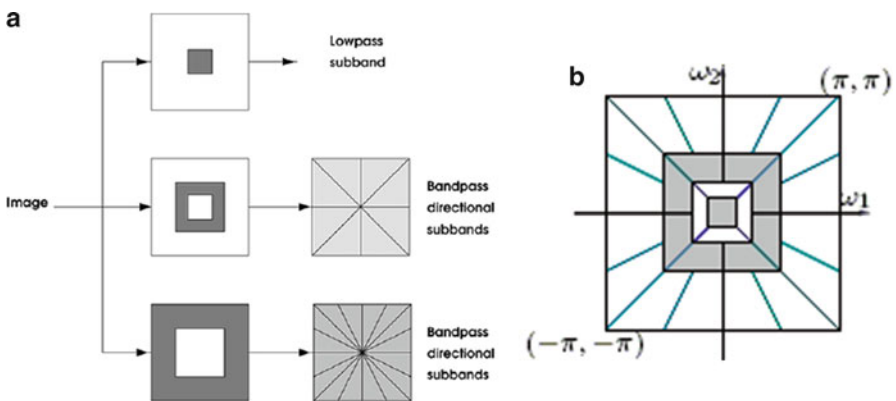 a
Lowpass
subband
Image
Bandpass
directional
subbands
Bandpass
directional
subbands
b
ω₂
(π, π)
ω₁
(−π, −π)